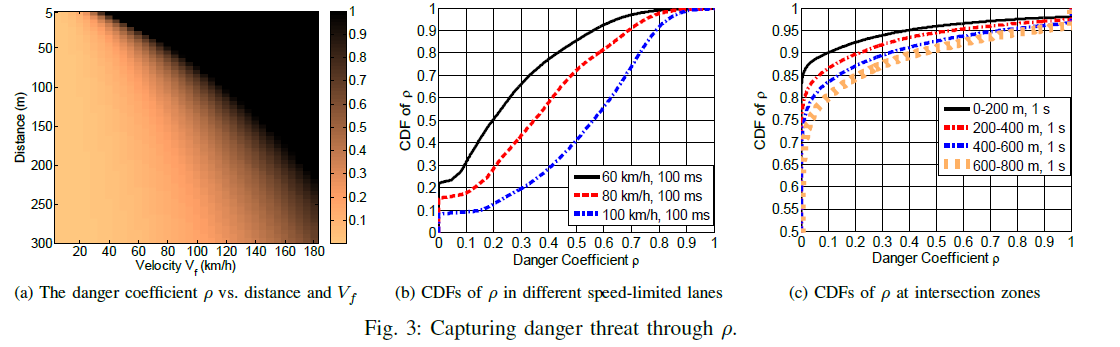 5
50
100
150
200
250
300
Distance (m)
20 40 60 80 100 120 140 160 180
Velocity V_f (km/h)
1
0.9
0.8
0.7
0.6
0.5
0.4
0.3
0.2
0.1
(a) The danger coefficient ρ vs. distance and V_f
1
0.9
0.8
0.7
0.6
0.5
0.4
0.3
0.2
0.1
0
CDF of ρ
60 km/h, 100 ms
80 km/h, 100 ms
100 km/h, 100 ms
0 0.1 0.2 0.3 0.4 0.5 0.6 0.7 0.8 0.9 1
Danger Coefficient ρ
(b) CDFs of ρ in different speed-limited lanes
1
0.95
0.9
0.85
0.8
0.75
0.7
0.65
0.6
0.55
0.5
CDF of ρ
0-200 m, 1 s
200-400 m, 1 s
400-600 m, 1 s
600-800 m, 1 s
0 0.1 0.2 0.3 0.4 0.5 0.6 0.7 0.8 0.9 1
Danger Coefficient ρ
(c) CDFs of ρ at intersection zones
Fig. 3: Capturing danger threat through ρ.